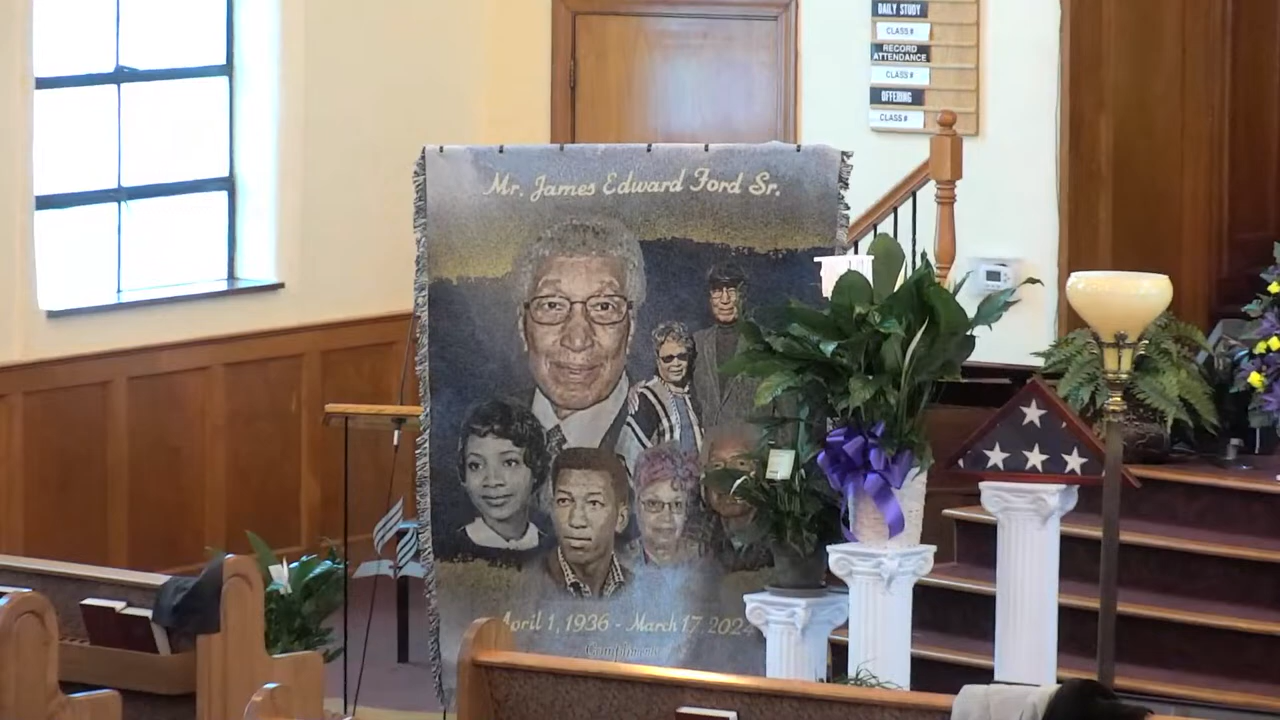 DAILY STUDY
CLASS #
RECORD
ATTENDANCE
CLASS #
OFFERING
CLASS #
Mr. James Edward Ford Sr.
April 1, 1936 - March 17, 2024
Compliments